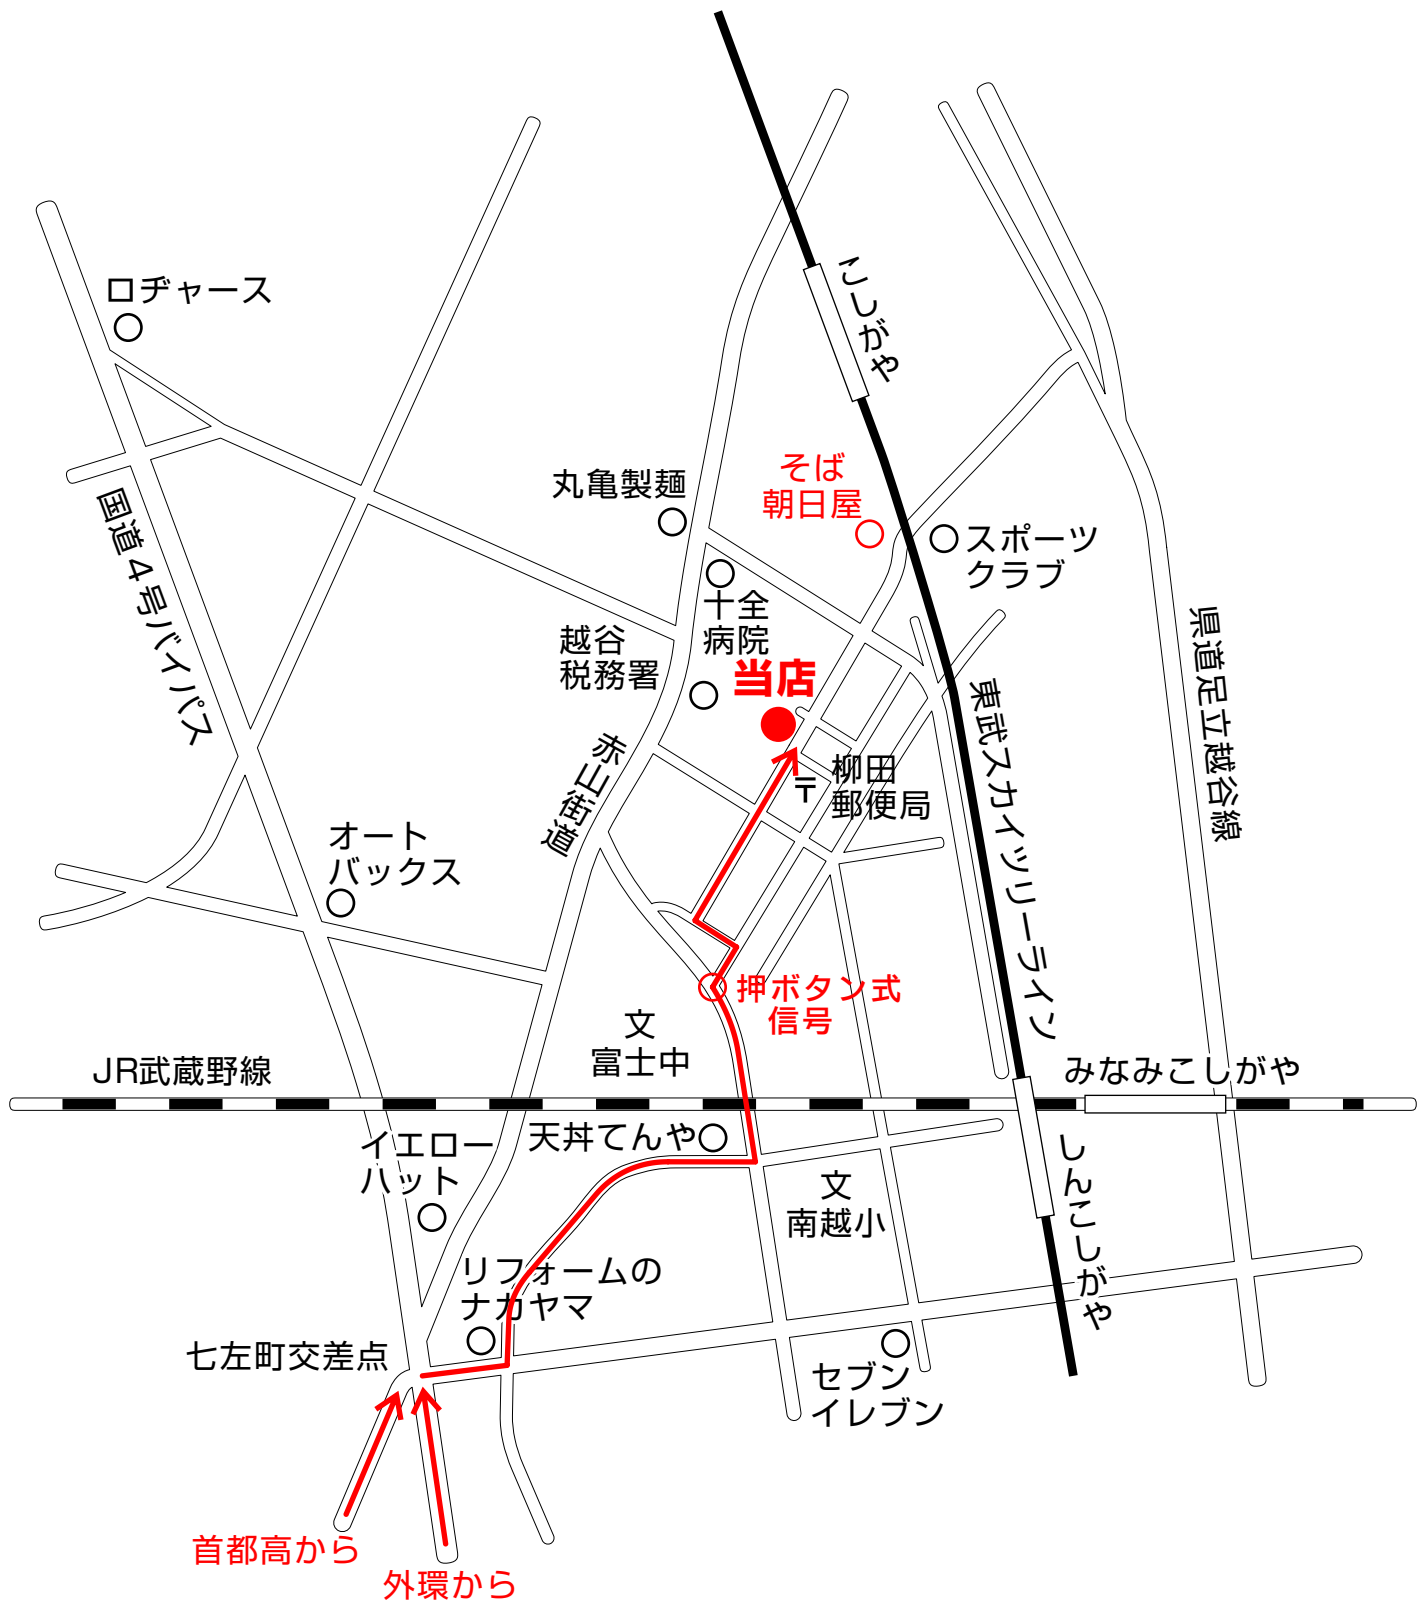 こしがや
ロヂャース
そば
朝日屋
丸亀製麺
国道４号バイパス
スポーツ
クラブ
十全
病院
越谷
税務署
当店
県道足立越谷線
東武スカイツリーライン
赤山街道
〒
柳田
郵便局
オート
バックス
押ボタン式
信号
文
富士中
JR武蔵野線
みなみこしがや
イエロー
ハット
天丼てんや
しんこしがや
文
南越小
リフォームの
ナカヤマ
七左町交差点
セブン
イレブン
首都高から
外環から